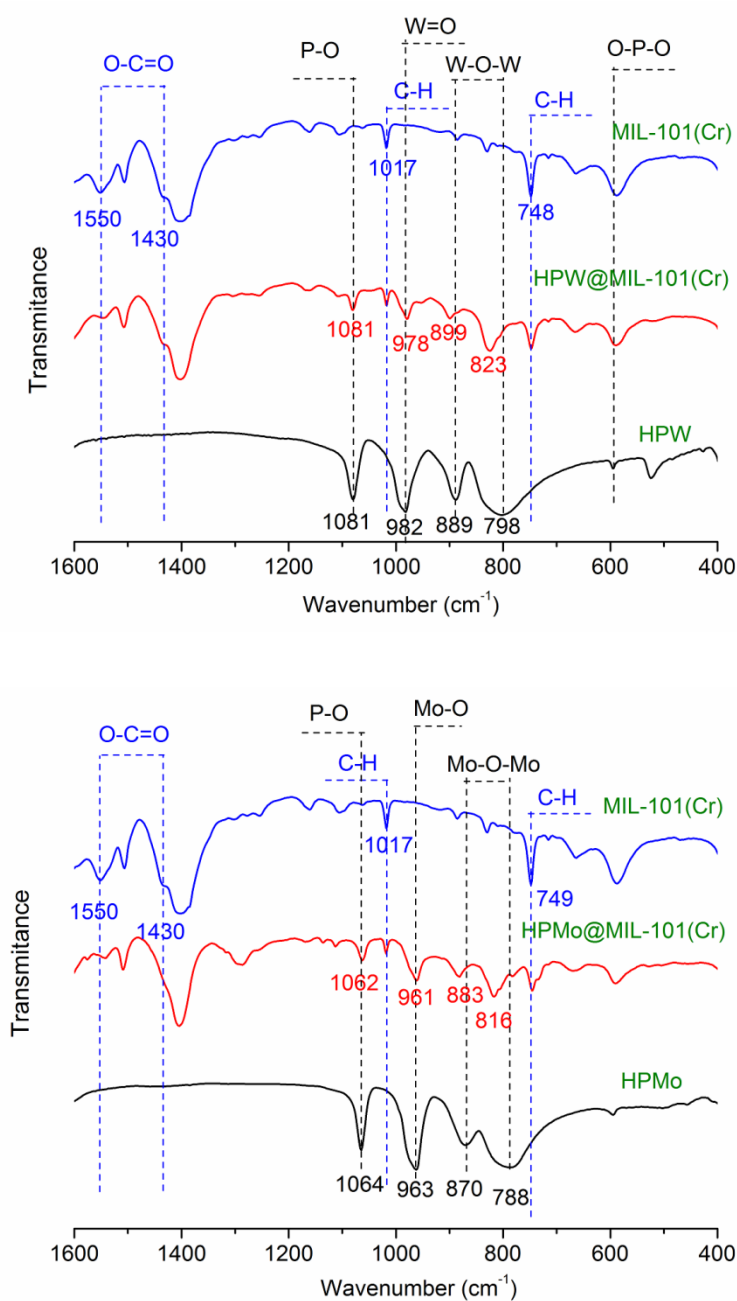 W=O
P-O
O-P-O
O-C=O
W-O-W
C-H
C-H
MIL-101(Cr)
1017
748
1550
1430
HPW@MIL-101(Cr)
1081
978
899
823
HPW
1081
982
889
798
Transmitance
1600
1400
1200
1000
800
600
400
Wavenumber (cm⁻¹)
P-O
Mo-O
O-C=O
C-H
Mo-O-Mo
C-H
MIL-101(Cr)
1017
749
1550
1430
HPMo@MIL-101(Cr)
1062
961
883
816
HPMo
1064
963
870
788
Transmitance
1600
1400
1200
1000
800
600
400
Wavenumber (cm⁻¹)